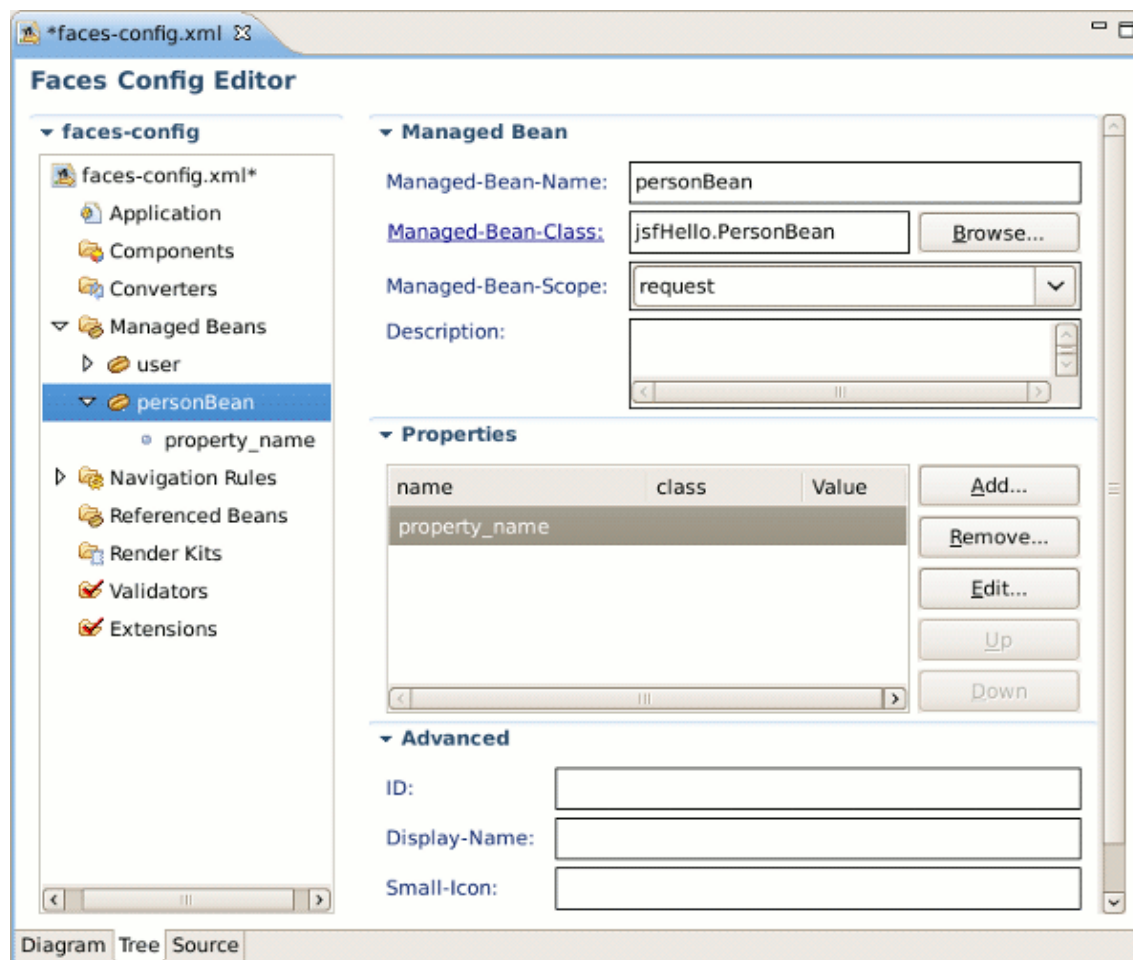 *faces-config.xml
Faces Config Editor
faces-config
faces-config.xml*
Application
Components
Converters
Managed Beans
user
personBean
property_name
Navigation Rules
Referenced Beans
Render Kits
Validators
Extensions
Managed Bean
Managed-Bean-Name: personBean
Managed-Bean-Class: jsfHello.PersonBean Browse...
Managed-Bean-Scope: request
Description:
Properties
name class Value
property_name
Add...
Remove...
Edit...
Up
Down
Advanced
ID:
Display-Name:
Small-Icon:
Diagram Tree Source